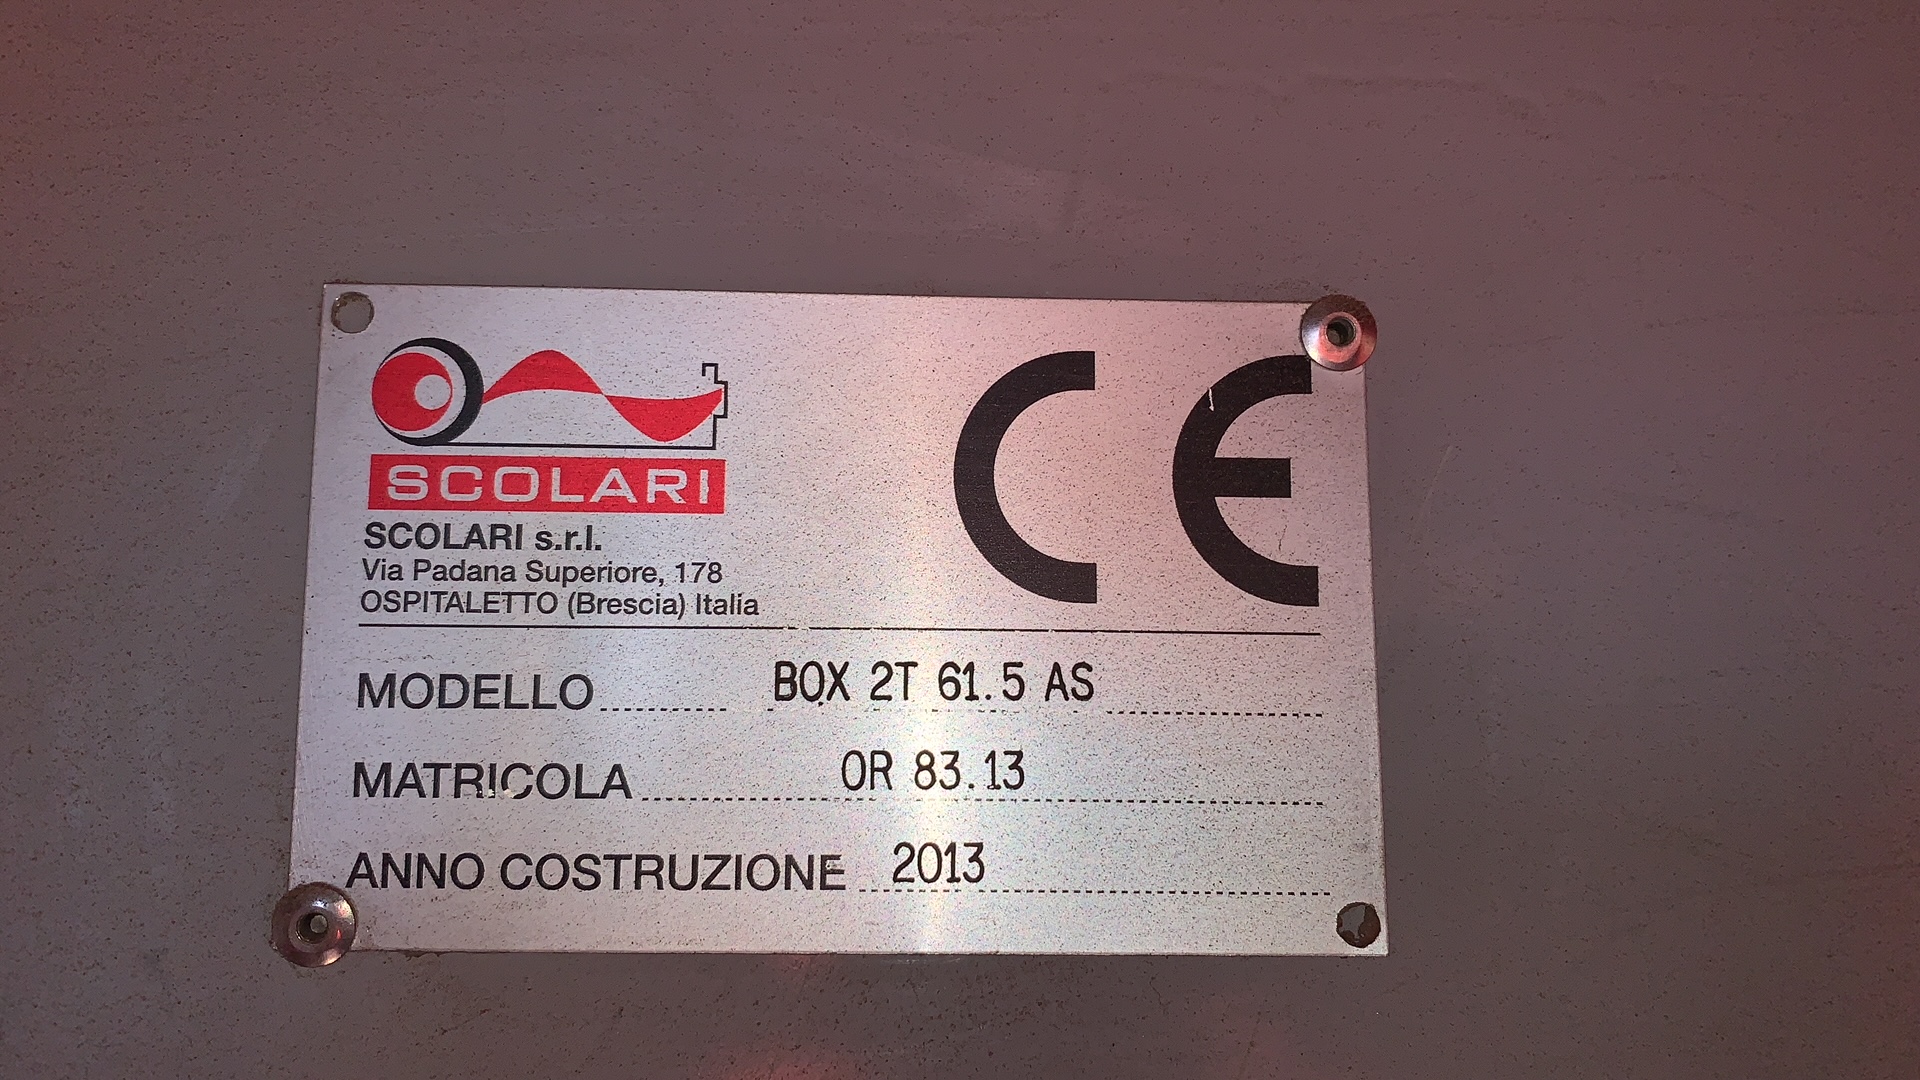 SCOLARI
CE
SCOLARI s.r.l.
Via Padana Superiore, 178
OSPITALETTO (Brescia) Italia
MODELLO BOX 2T 61.5 AS
MATRICOLA OR 83.13
ANNO COSTRUZIONE 2013